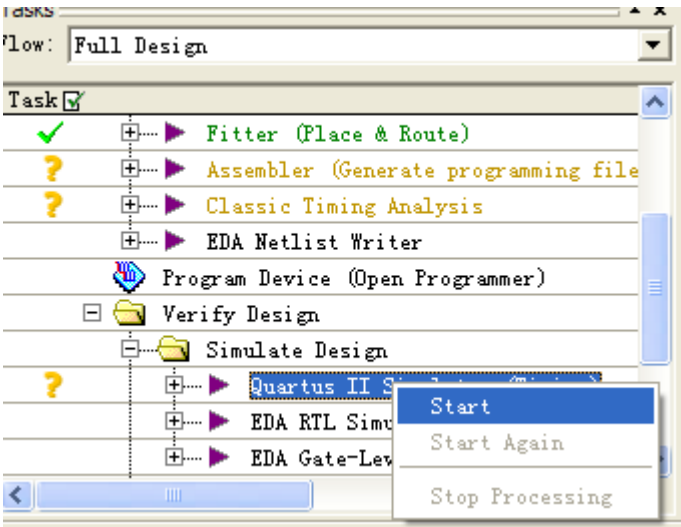 Tasks
Flow: Full Design
Task
Fitter (Place & Route)
Assembler (Generate programming file
Classic Timing Analysis
EDA Netlist Writer
Program Device (Open Programmer)
Verify Design
Simulate Design
Quartus II
EDA RTL Simu
EDA Gate-Lev
Start
Start Again
Stop Processing